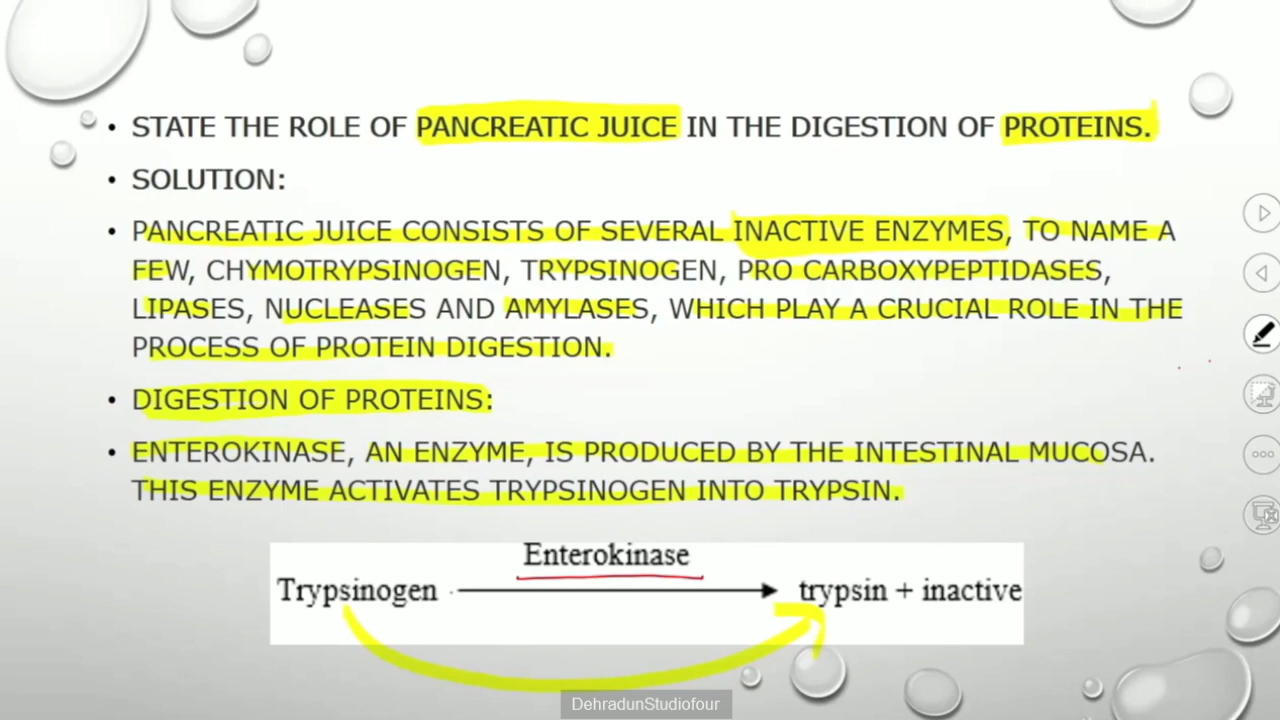 • STATE THE ROLE OF PANCREATIC JUICE IN THE DIGESTION OF PROTEINS.
• SOLUTION:
• PANCREATIC JUICE CONSISTS OF SEVERAL INACTIVE ENZYMES, TO NAME A
FEW, CHYMOTRYPSINOGEN, TRYPSINOGEN, PRO CARBOXYPEPTIDASES,
LIPASES, NUCLEASES AND AMYLASES, WHICH PLAY A CRUCIAL ROLE IN THE
PROCESS OF PROTEIN DIGESTION.
• DIGESTION OF PROTEINS:
• ENTEROKINASE, AN ENZYME, IS PRODUCED BY THE INTESTINAL MUCOSA.
THIS ENZYME ACTIVATES TRYPSINOGEN INTO TRYPSIN.
Enterokinase
Trypsinogen trypsin + inactive
DehradunStudiofour